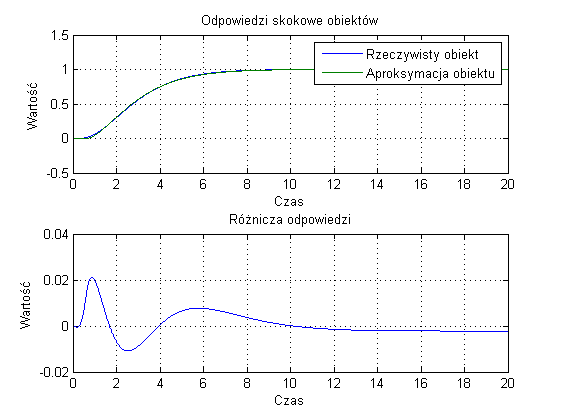 Odpowiedzi skokowe obiektów
1.5
1
0.5
0
-0.5
Wartość
Rzeczywisty obiekt
Aproksymacja obiektu
0 2 4 6 8 10 12 14 16 18 20
Czas
Różnicza odpowiedzi
0.04
0.02
0
-0.02
Wartość
0 2 4 6 8 10 12 14 16 18 20
Czas